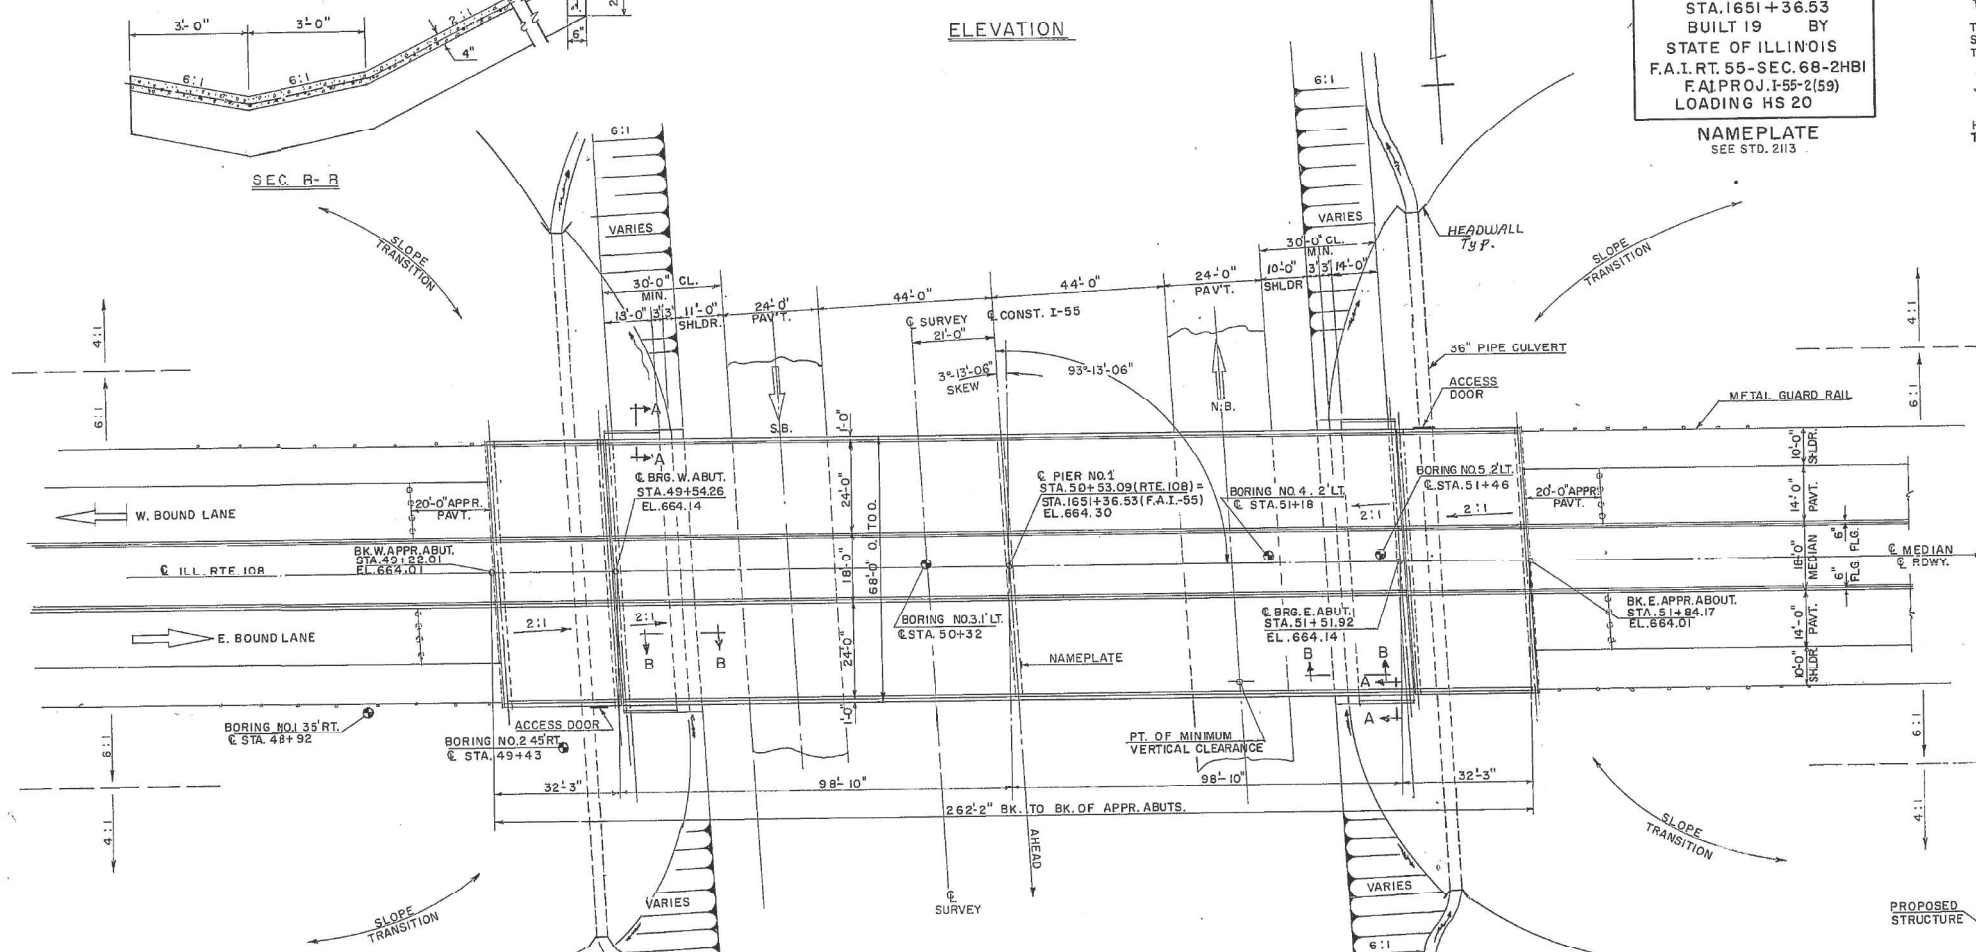 3'-0"
3'-0"
2:1
4"
6"
6:1
6:1
SEC. B-B
ELEVATION
STA. 1651+36.53
BUILT 19 BY
STATE OF ILLINOIS
F.A.I. RT. 55-SEC. 68-2HBI
F.A.I.PROJ. I-55-2(59)
LOADING HS 20
NAMEPLATE
SEE STD. 2113
SLOPE
TRANSITION
6:1
VARIES
30'-0" CL.
MIN.
13'-0"
3'
3'
11'-0"
SHLDR.
24'-0"
PAV'T.
44'-0"
44'-0"
24'-0"
PAV'T.
10'-0"
SHLDR
3'
3'
14'-0"
30'-0" CL.
MIN.
6:1
VARIES
HEADWALL
Typ.
SLOPE
TRANSITION
℄ SURVEY
℄ CONST. I-55
21'-0"
3°-13'-06"
SKEW
93°-13'-06"
36" PIPE CULVERT
ACCESS
DOOR
METAL GUARD RAIL
4:1
6:1
4:1
6:1
S.B.
N.B.
A
A
1'-0"
24'-0"
18'-0"
68'-0" O. TO O.
24'-0"
1'-0"
℄ BRG. W. ABUT.
STA. 49+54.26
EL. 664.14
℄ PIER NO. 1
STA. 50+53.09 (RTE. 108) =
STA. 1651+36.53 (F.A.I.-55)
EL. 664.30
BORING NO. 4. 2' LT.
℄ STA. 51+18
BORING NO. 5. 2' LT.
℄ STA. 51+46
2:1
2:1
20'-0" APPR.
PAVT.
20'-0" APPR.
PAVT.
10'-0"
SHLDR.
14'-0"
PAVT.
6"
FLG.
18'-0"
MEDIAN
6"
FLG.
14'-0"
PAVT.
10'-0"
SHLDR
℄ MEDIAN
℄ RDWY.
W. BOUND LANE
℄ ILL. RTE. 108
BK. W. APPR. ABUT.
STA. 49+22.01
EL. 664.01
E. BOUND LANE
2:1
2:1
B
B
BORING NO. 3. 1' LT.
℄ STA. 50+32
NAMEPLATE
℄ BRG. E. ABUT.
STA. 51+51.92
EL. 664.14
BK. E. APPR. ABOUT.
STA. 51+84.17
EL. 664.01
B
B
A
A
BORING NO. 1 35' RT.
℄ STA. 48+92
ACCESS DOOR
BORING NO. 2 45' RT.
℄ STA. 49+43
PT. OF MINIMUM
VERTICAL CLEARANCE
6:1
4:1
6:1
4:1
32'-3"
98'-10"
98'-10"
32'-3"
262'-2" BK. TO BK. OF APPR. ABUTS.
AHEAD
℄
SURVEY
VARIES
SLOPE
TRANSITION
VARIES
6:1
SLOPE
TRANSITION
PROPOSED
STRUCTURE